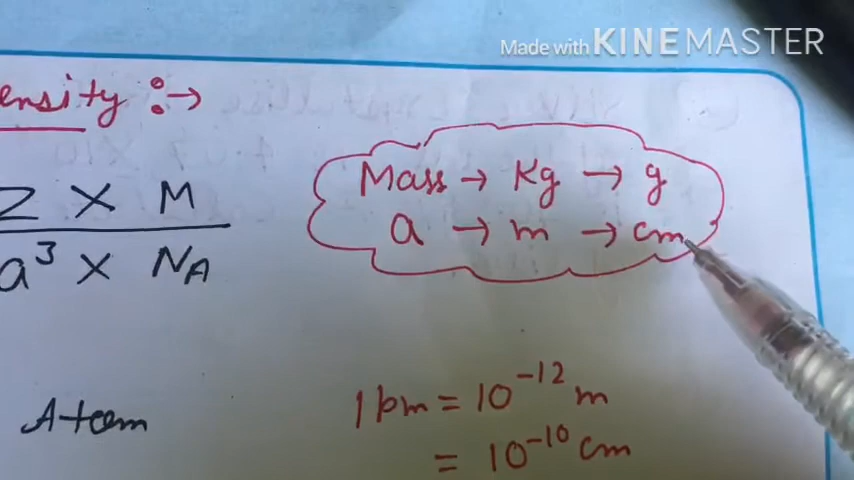 Made with KINEMASTER
ensity :→
Mass → Kg → g
a → m → cm
Z × M
a³ × NA
Atom
1pm = 10⁻¹² m
= 10⁻¹⁰ cm